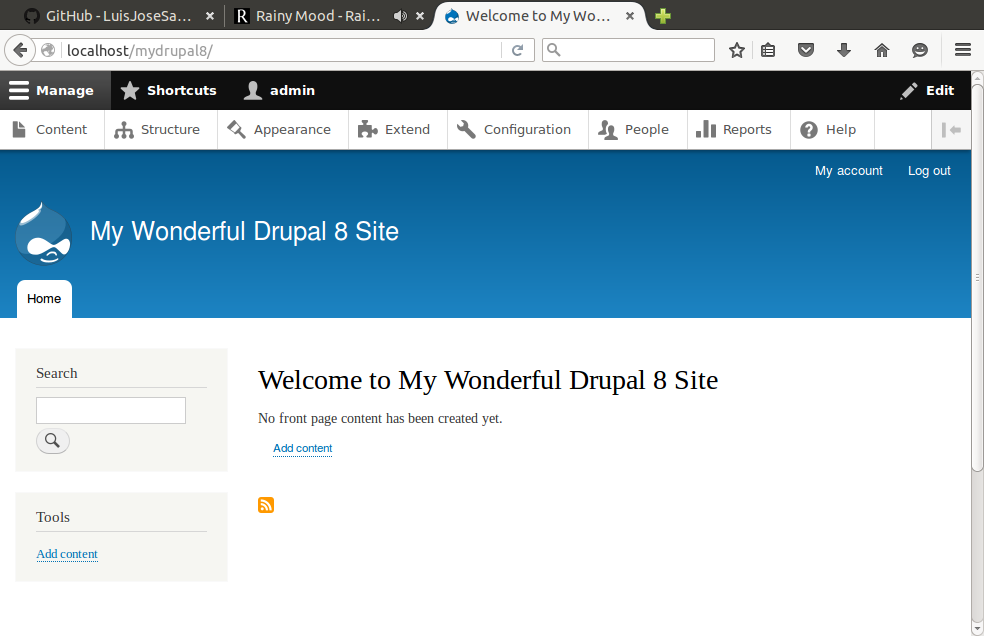 GitHub - LuisJoseSa...
R Rainy Mood - Rai...
Welcome to My Wo...
localhost/mydrupal8/
Manage Shortcuts admin Edit
Content Structure Appearance Extend Configuration People Reports Help
My account Log out
My Wonderful Drupal 8 Site
Home
Search
Welcome to My Wonderful Drupal 8 Site
No front page content has been created yet.
Add content
Tools
Add content